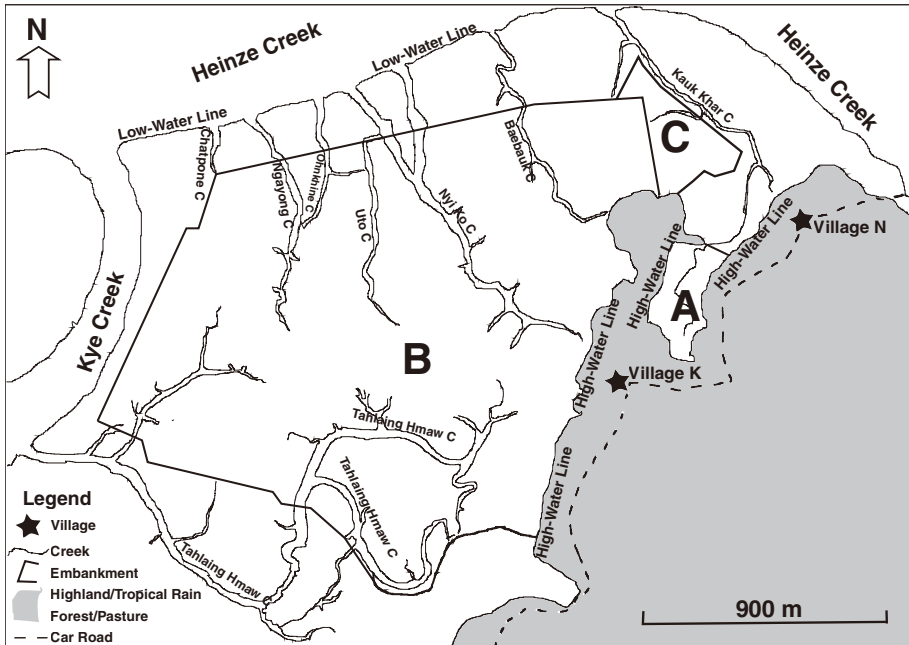 N
Heinze Creek
Low-Water Line
Heinze Creek
Low-Water Line
Kauk Khar C
Chatpone C
Ngayong C
Ohnkhine C
Uto C
Nyi Ko C
Baebauk C
C
High-Water Line
Village N
High-Water Line
A
Kye Creek
B
High-Water Line
Village K
Tahlaing Hmaw C
Tahlaing Hmaw C
High-Water Line
Tahlaing Hmaw C
Legend
Village
Creek
Embankment
Highland/Tropical Rain
Forest/Pasture
Car Road
900 m